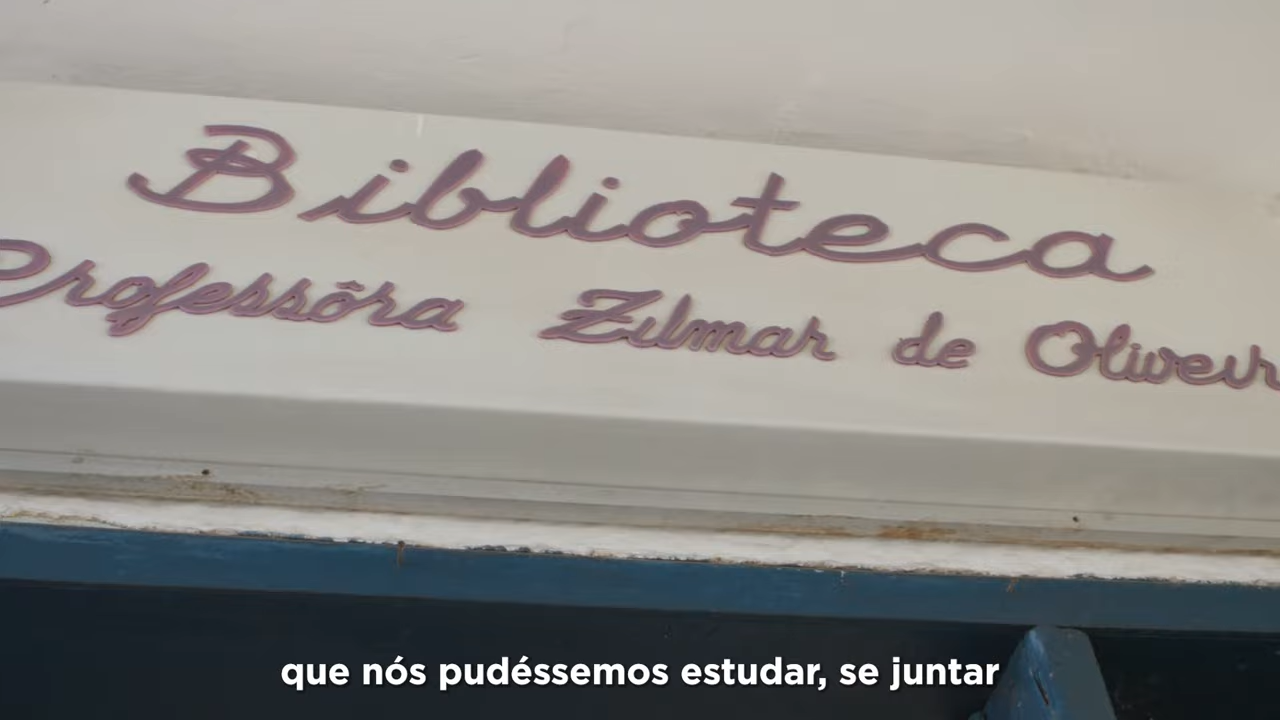 Biblioteca
Professôra Zilmar de Oliveir
que nós pudéssemos estudar, se juntar